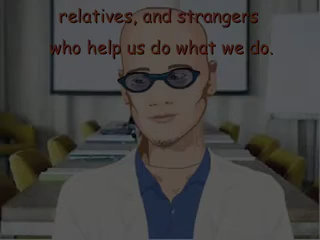 relatives, and strangers
who help us do what we do.